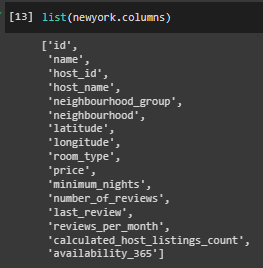 [13] list(newyork.columns)
['id',
'name',
'host_id',
'host_name',
'neighbourhood_group',
'neighbourhood',
'latitude',
'longitude',
'room_type',
'price',
'minimum_nights',
'number_of_reviews',
'last_review',
'reviews_per_month',
'calculated_host_listings_count',
'availability_365']